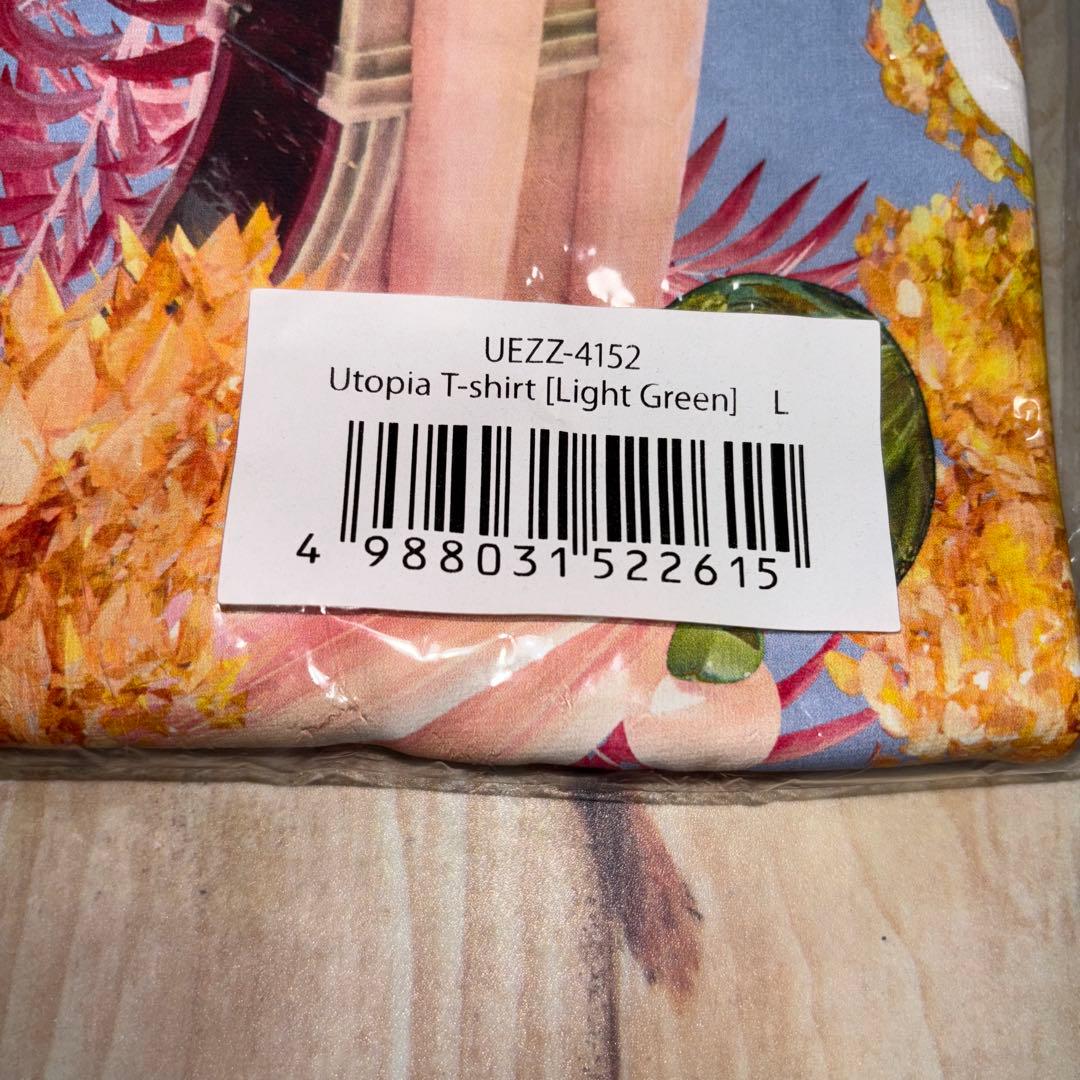 UEZZ-4152
Utopia T-shirt [Light Green] L
4 988031 522615